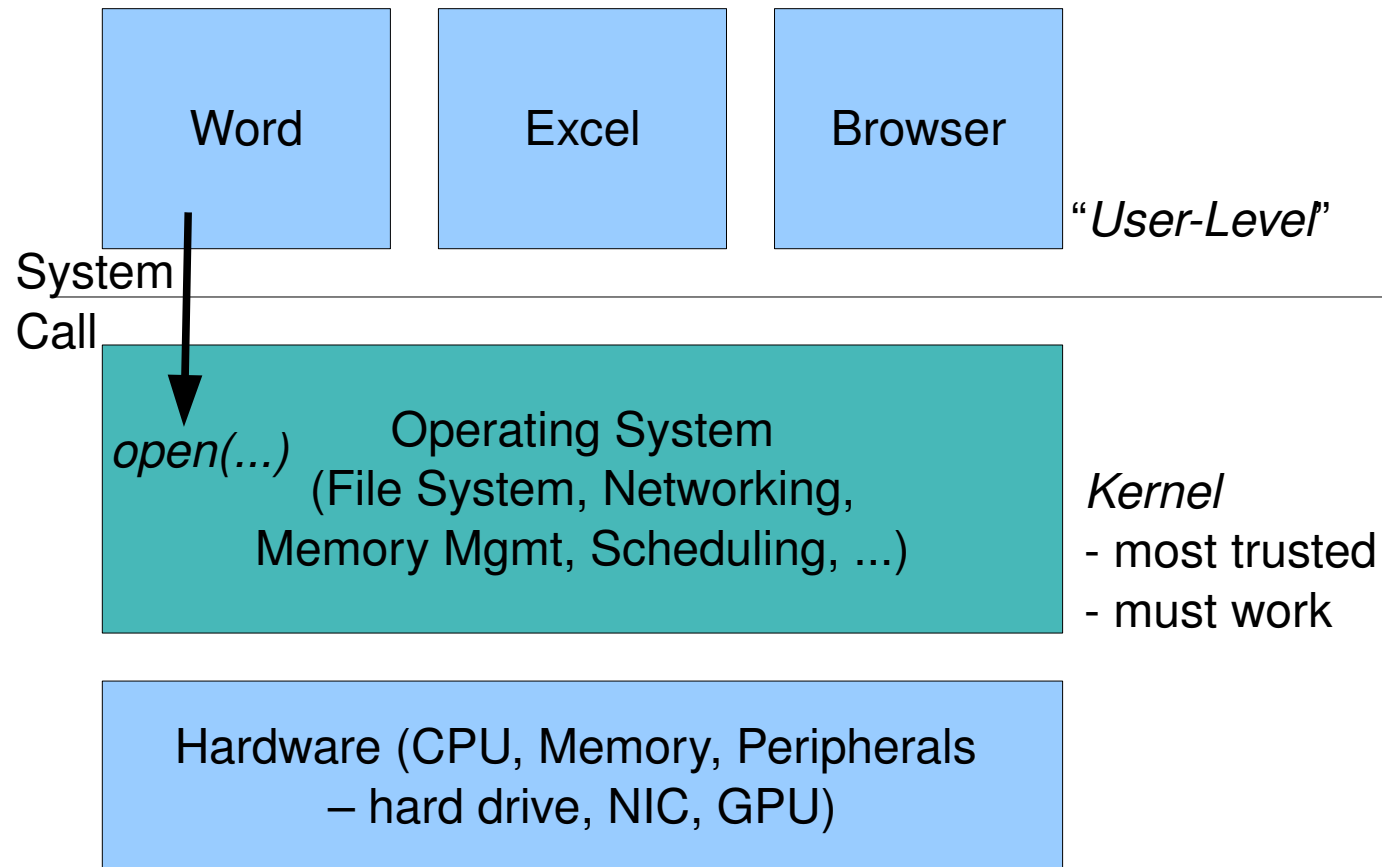 Word
Excel
Browser
“User-Level”
System
Call
open(...)
Operating System
(File System, Networking,
Memory Mgmt, Scheduling, ...)
Kernel
- most trusted
- must work
Hardware (CPU, Memory, Peripherals
– hard drive, NIC, GPU)